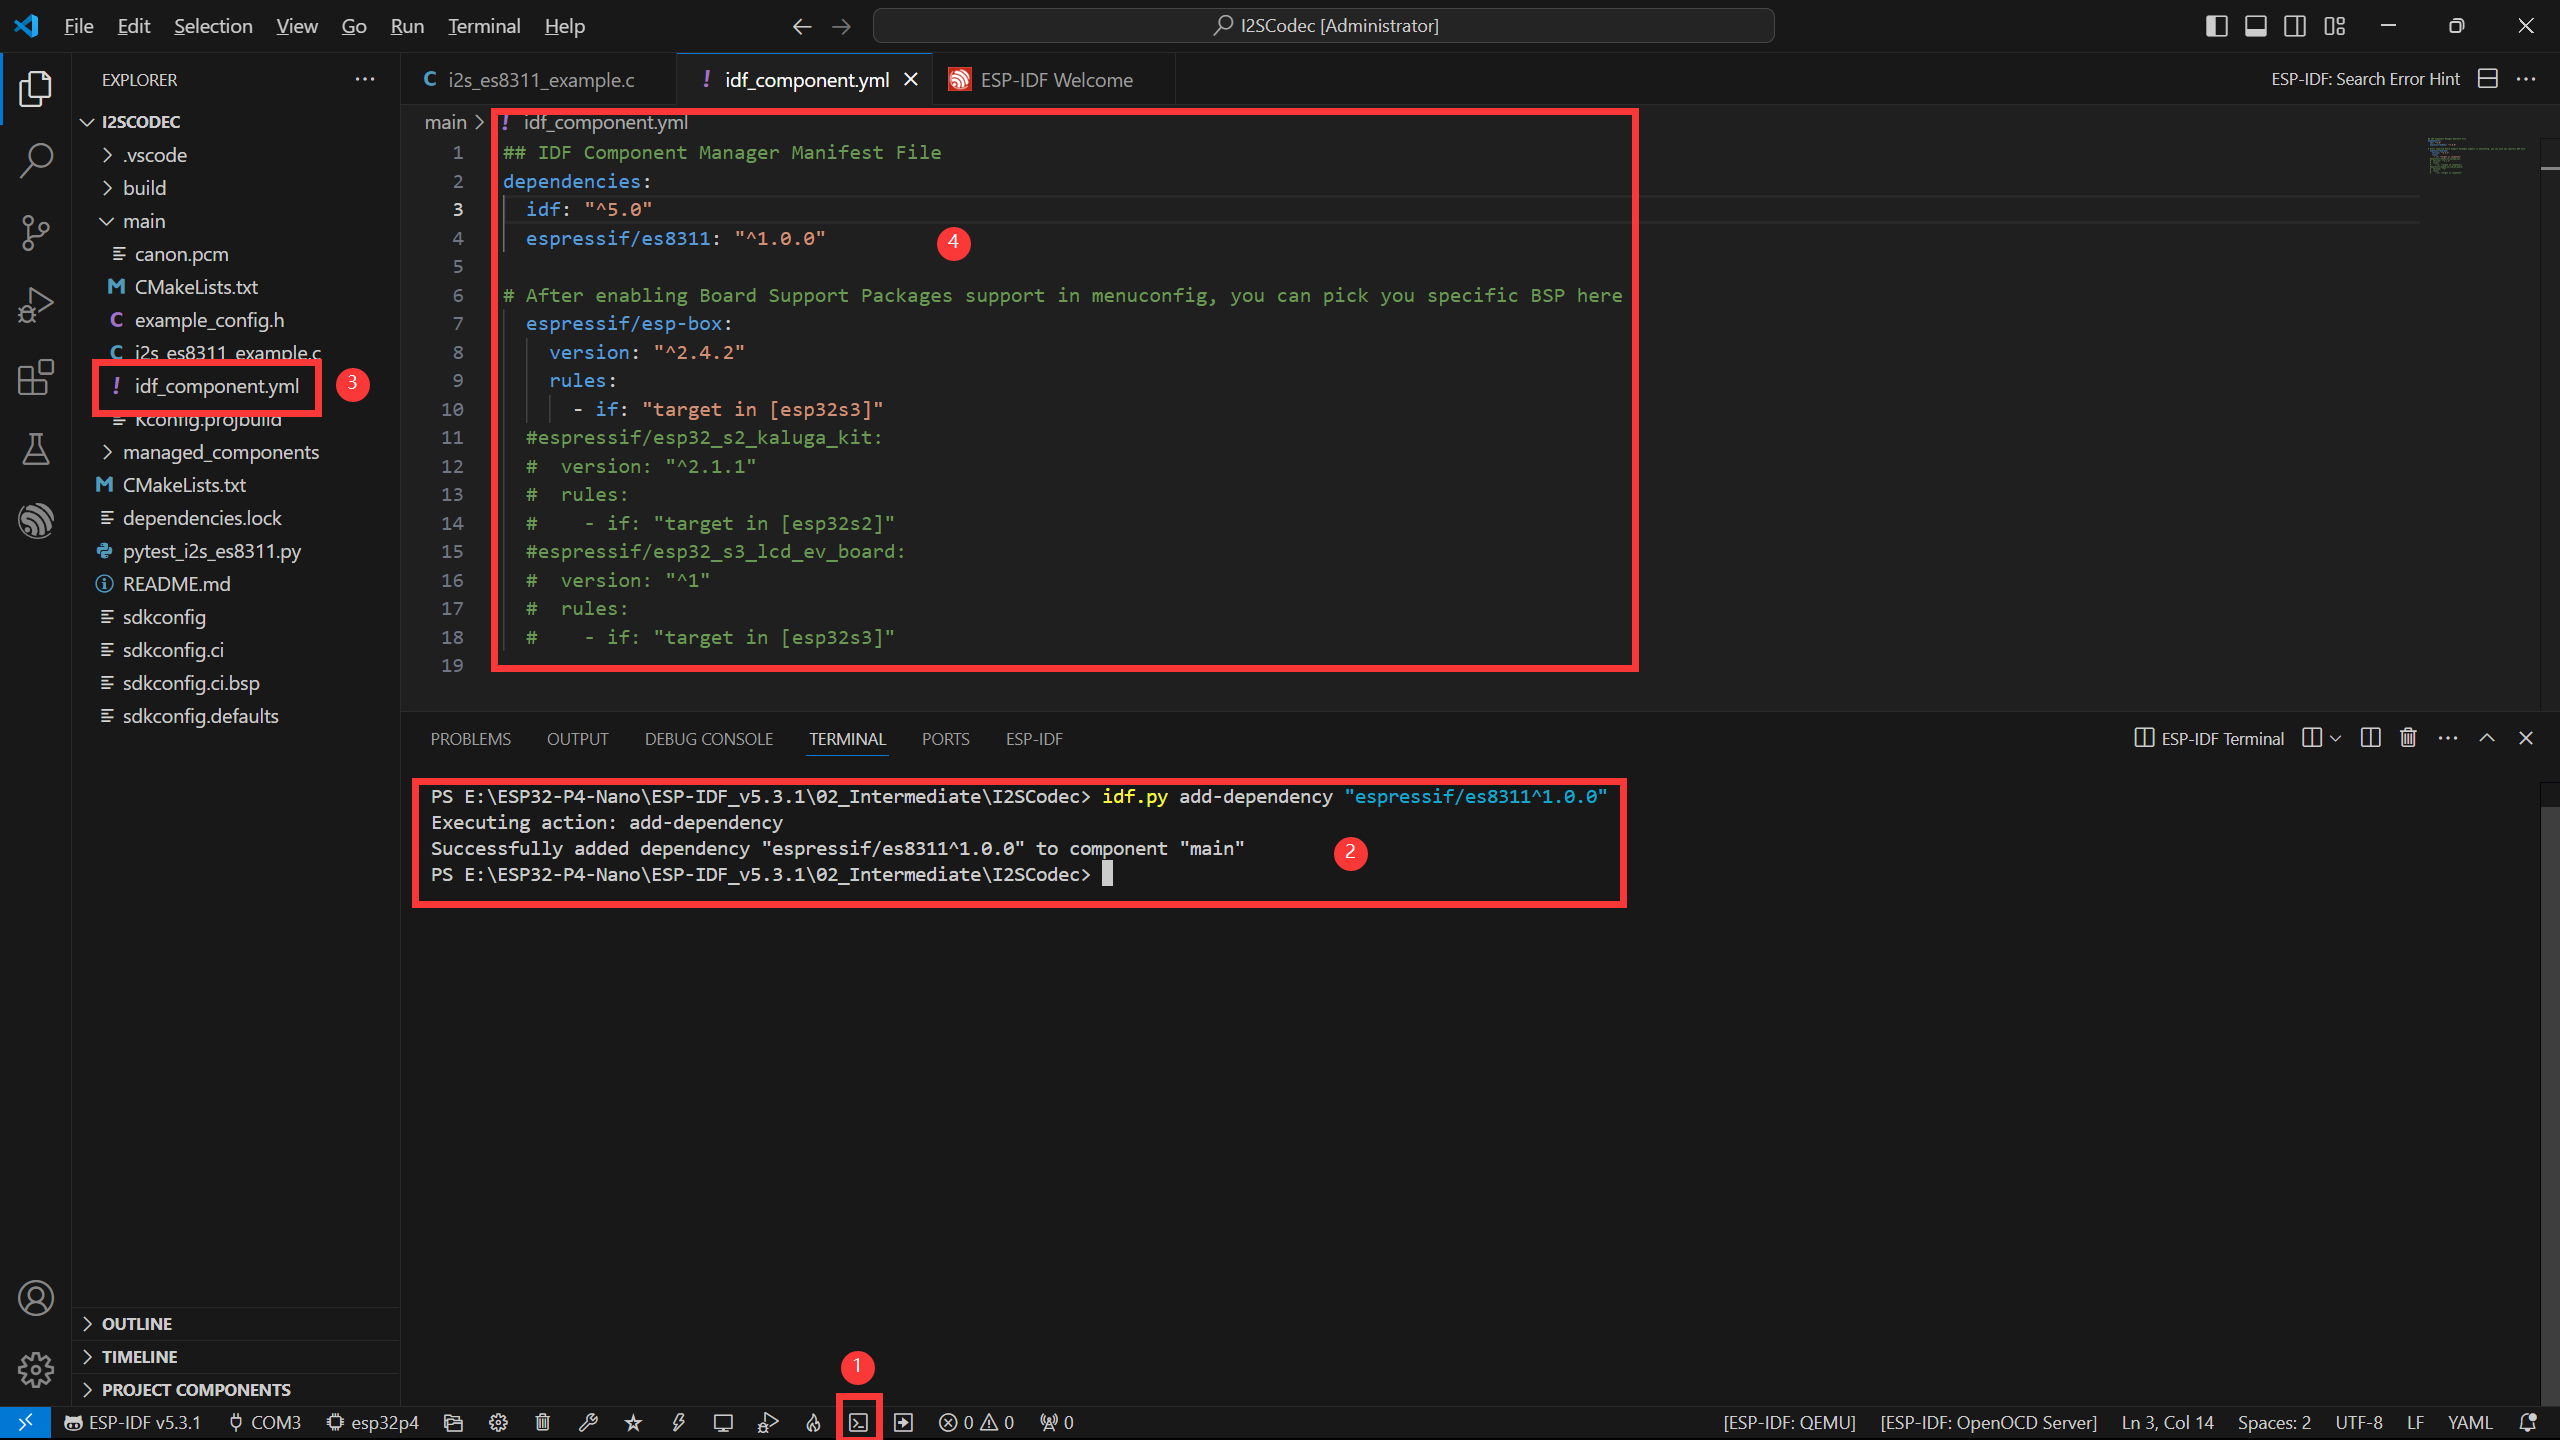 File Edit Selection View Go Run Terminal Help
I2SCodec [Administrator]
EXPLORER
I2SCODEC
.vscode
build
main
canon.pcm
CMakeLists.txt
example_config.h
i2s_es8311_example.c
idf_component.yml
3
Kconfig.projbuild
managed_components
CMakeLists.txt
dependencies.lock
pytest_i2s_es8311.py
README.md
sdkconfig
sdkconfig.ci
sdkconfig.ci.bsp
sdkconfig.defaults
OUTLINE
TIMELINE
PROJECT COMPONENTS
i2s_es8311_example.c
idf_component.yml
ESP-IDF Welcome
ESP-IDF: Search Error Hint
main > ! idf_component.yml
1 ## IDF Component Manager Manifest File
2 dependencies:
3 idf: "^5.0"
4 espressif/es8311: "^1.0.0"
4
5
6 # After enabling Board Support Packages support in menuconfig, you can pick you specific BSP here
7 espressif/esp-box:
8 version: "^2.4.2"
9 rules:
10 - if: "target in [esp32s3]"
11 #espressif/esp32_s2_kaluga_kit:
12 # version: "^2.1.1"
13 # rules:
14 # - if: "target in [esp32s2]"
15 #espressif/esp32_s3_lcd_ev_board:
16 # version: "^1"
17 # rules:
18 # - if: "target in [esp32s3]"
19
PROBLEMS OUTPUT DEBUG CONSOLE TERMINAL PORTS ESP-IDF
ESP-IDF Terminal
PS E:\ESP32-P4-Nano\ESP-IDF_v5.3.1\02_Intermediate\I2SCodec> idf.py add-dependency "espressif/es8311^1.0.0"
Executing action: add-dependency
Successfully added dependency "espressif/es8311^1.0.0" to component "main"
2
PS E:\ESP32-P4-Nano\ESP-IDF_v5.3.1\02_Intermediate\I2SCodec>
1
ESP-IDF v5.3.1 COM3 esp32p4 0 0 0
[ESP-IDF: QEMU] [ESP-IDF: OpenOCD Server] Ln 3, Col 14 Spaces: 2 UTF-8 LF YAML